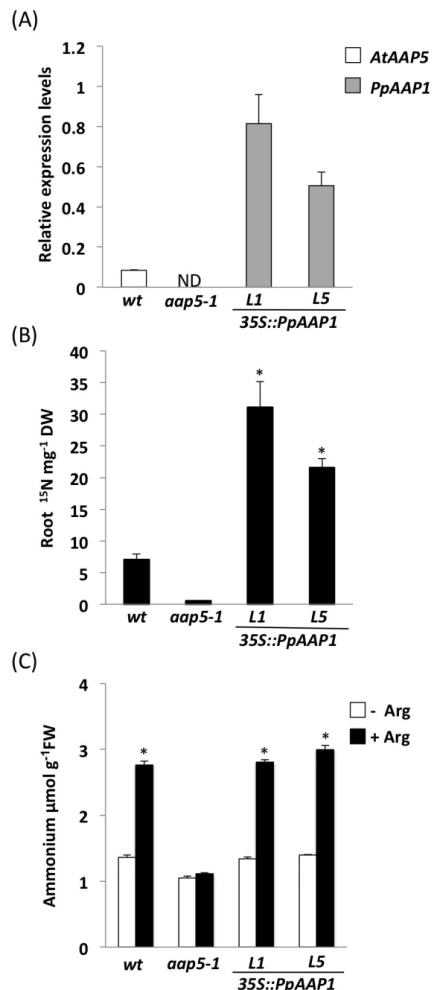 (A)
1.2
1
0.8
0.6
0.4
0.2
0
Relative expression levels
AtAAP5
PpAAP1
ND
wt aap5-1 L1 L5
35S::PpAAP1
(B)
40
35
30
25
20
15
10
5
0
Root ¹⁵N mg⁻¹ DW
*
*
wt aap5-1 L1 L5
35S::PpAAP1
(C)
4
3
2
1
0
Ammonium μmol g⁻¹FW
- Arg
+ Arg
* * *
wt aap5-1 L1 L5
35S::PpAAP1